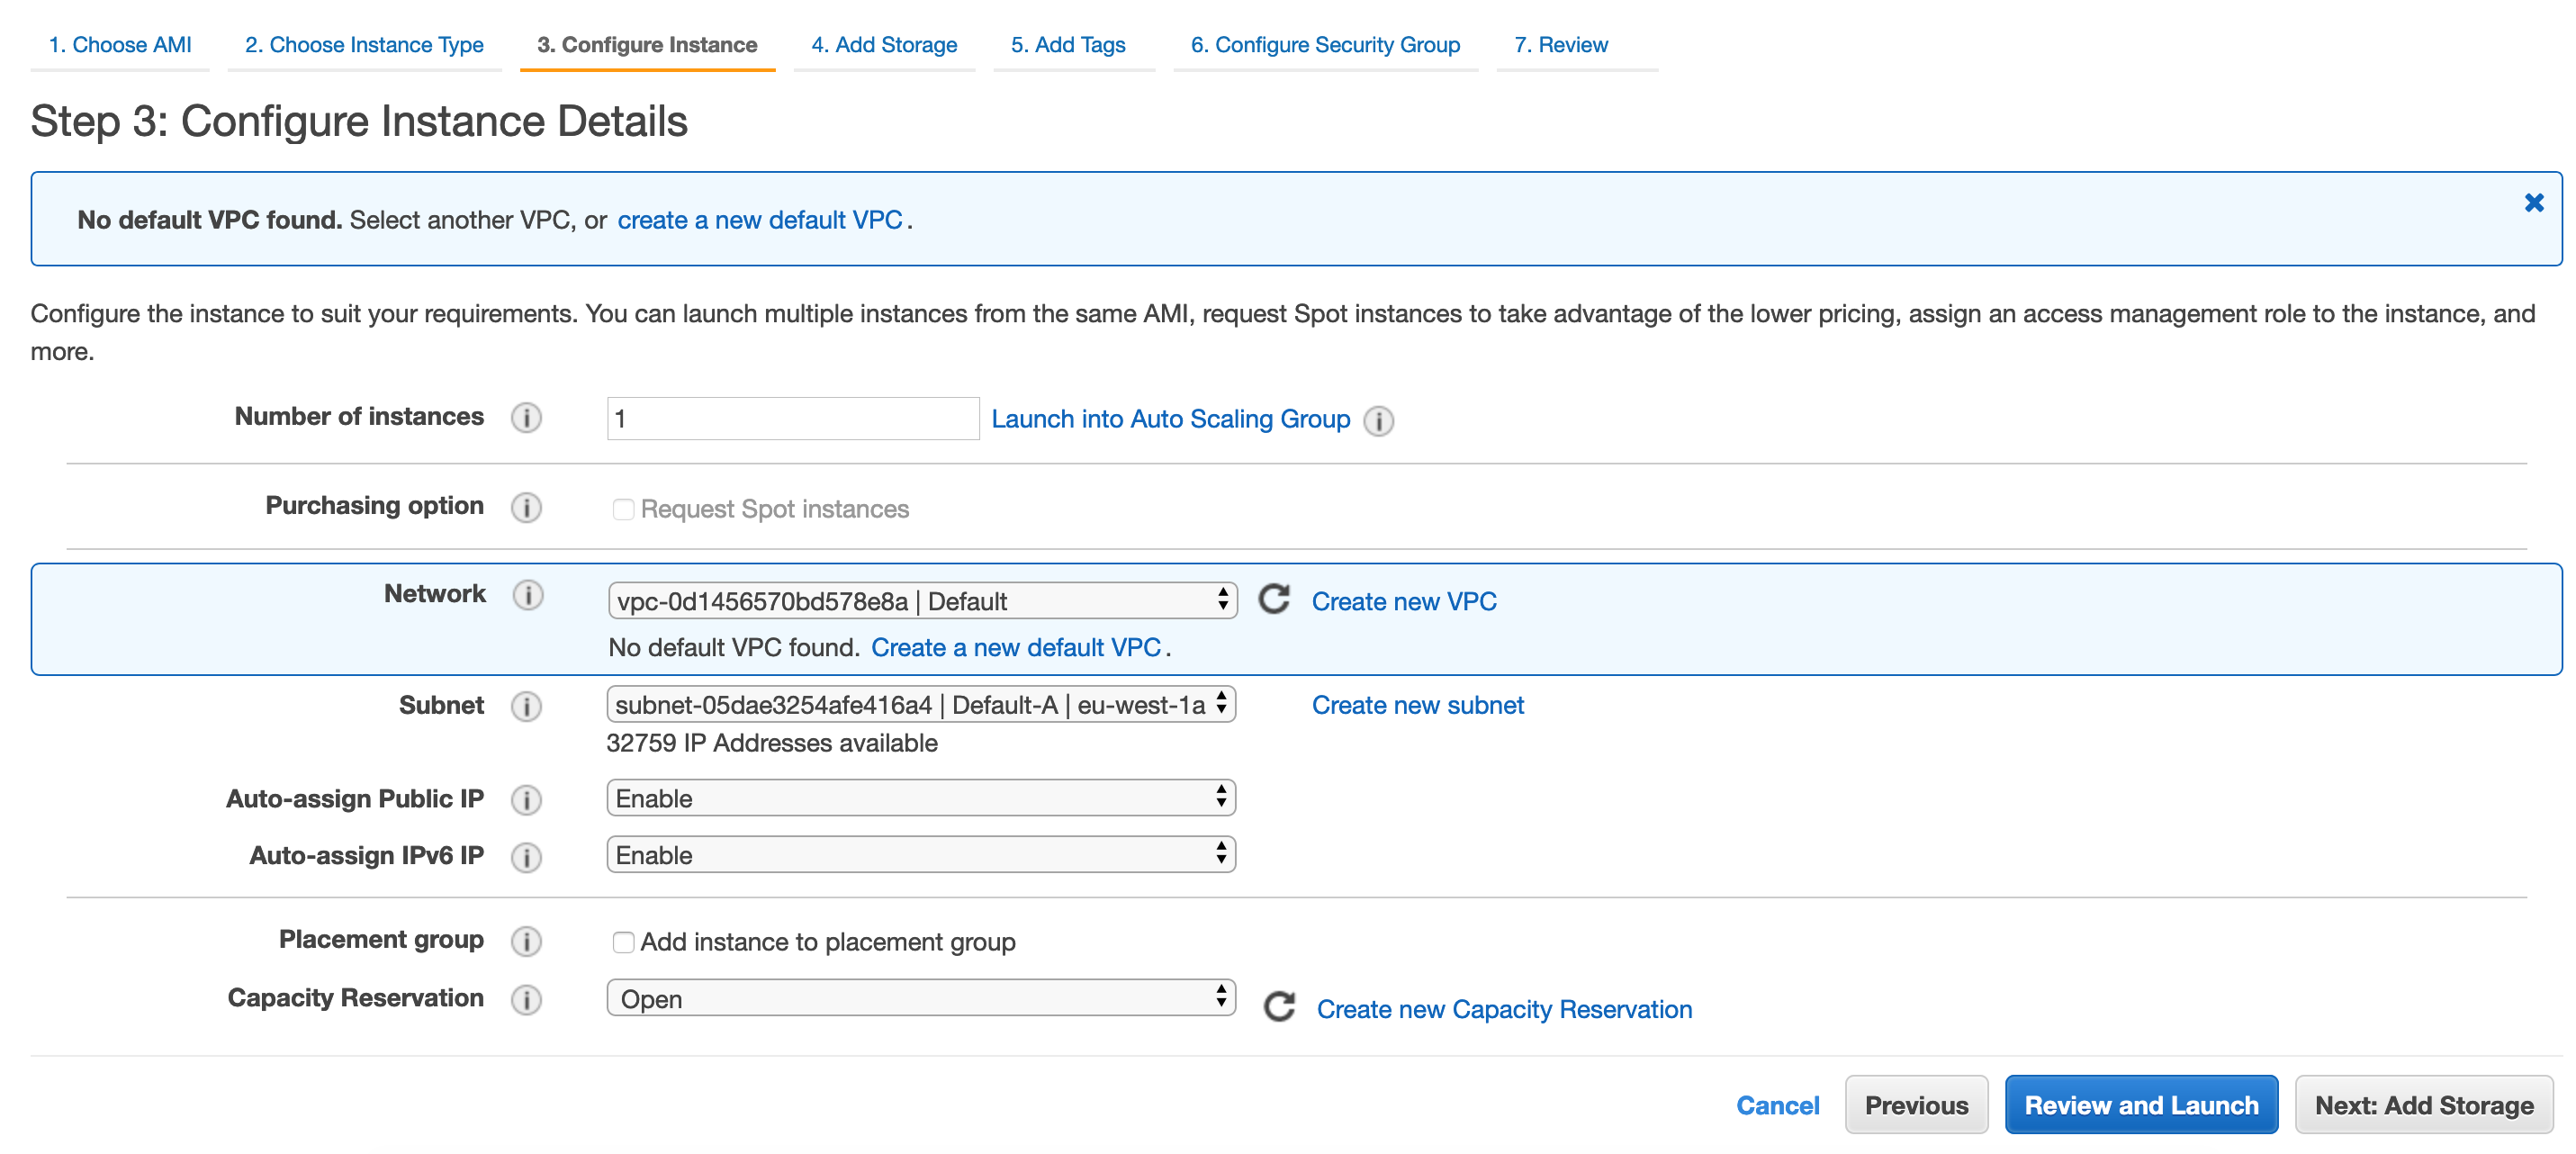 1. Choose AMI 2. Choose Instance Type 3. Configure Instance 4. Add Storage 5. Add Tags 6. Configure Security Group 7. Review
Step 3: Configure Instance Details
No default VPC found. Select another VPC, or create a new default VPC.
Configure the instance to suit your requirements. You can launch multiple instances from the same AMI, request Spot instances to take advantage of the lower pricing, assign an access management role to the instance, and
more.
Number of instances 1 Launch into Auto Scaling Group
Purchasing option Request Spot instances
Network vpc-0d1456570bd578e8a | Default Create new VPC
No default VPC found. Create a new default VPC.
Subnet subnet-05dae3254afe416a4 | Default-A | eu-west-1a Create new subnet
32759 IP Addresses available
Auto-assign Public IP Enable
Auto-assign IPv6 IP Enable
Placement group Add instance to placement group
Capacity Reservation Open Create new Capacity Reservation
Cancel Previous Review and Launch Next: Add Storage